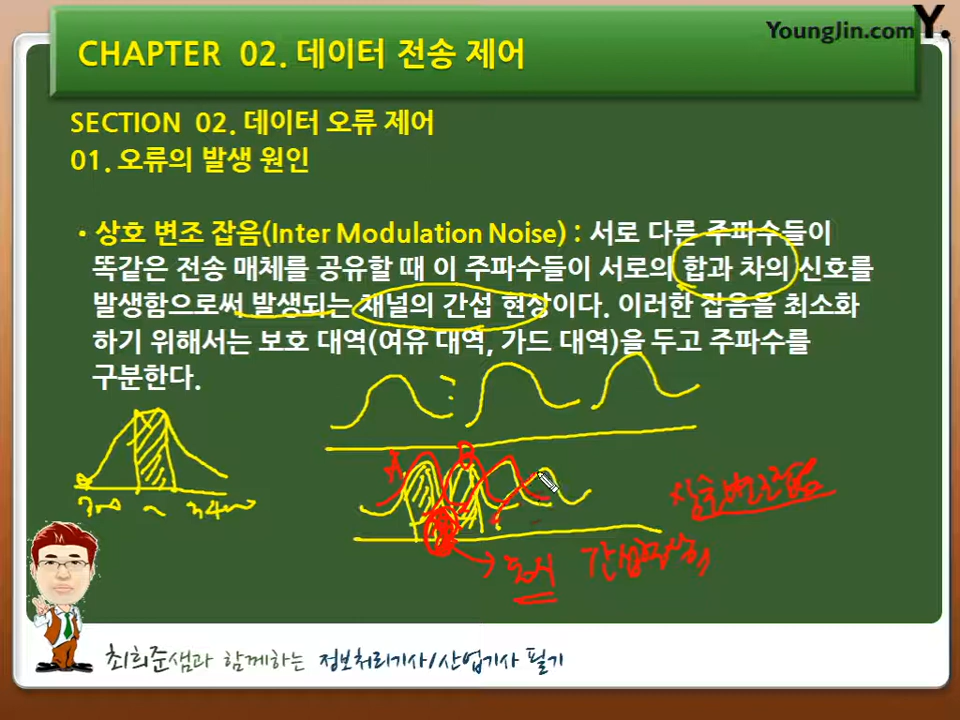 YoungJin.com Y.
CHAPTER 02. 데이터 전송 제어
SECTION 02. 데이터 오류 제어
01. 오류의 발생 원인
· 상호 변조 잡음(Inter Modulation Noise) : 서로 다른 주파수들이
똑같은 전송 매체를 공유할 때 이 주파수들이 서로의 합과 차의 신호를
발생함으로써 발생되는 채널의 간섭 현상이다. 이러한 잡음을 최소화
하기 위해서는 보호 대역(여유 대역, 가드 대역)을 두고 주파수를
구분한다.
A B
300 ~ 3400
간섭현상
최희준샘과 함께하는 정보처리기사/산업기사 필기